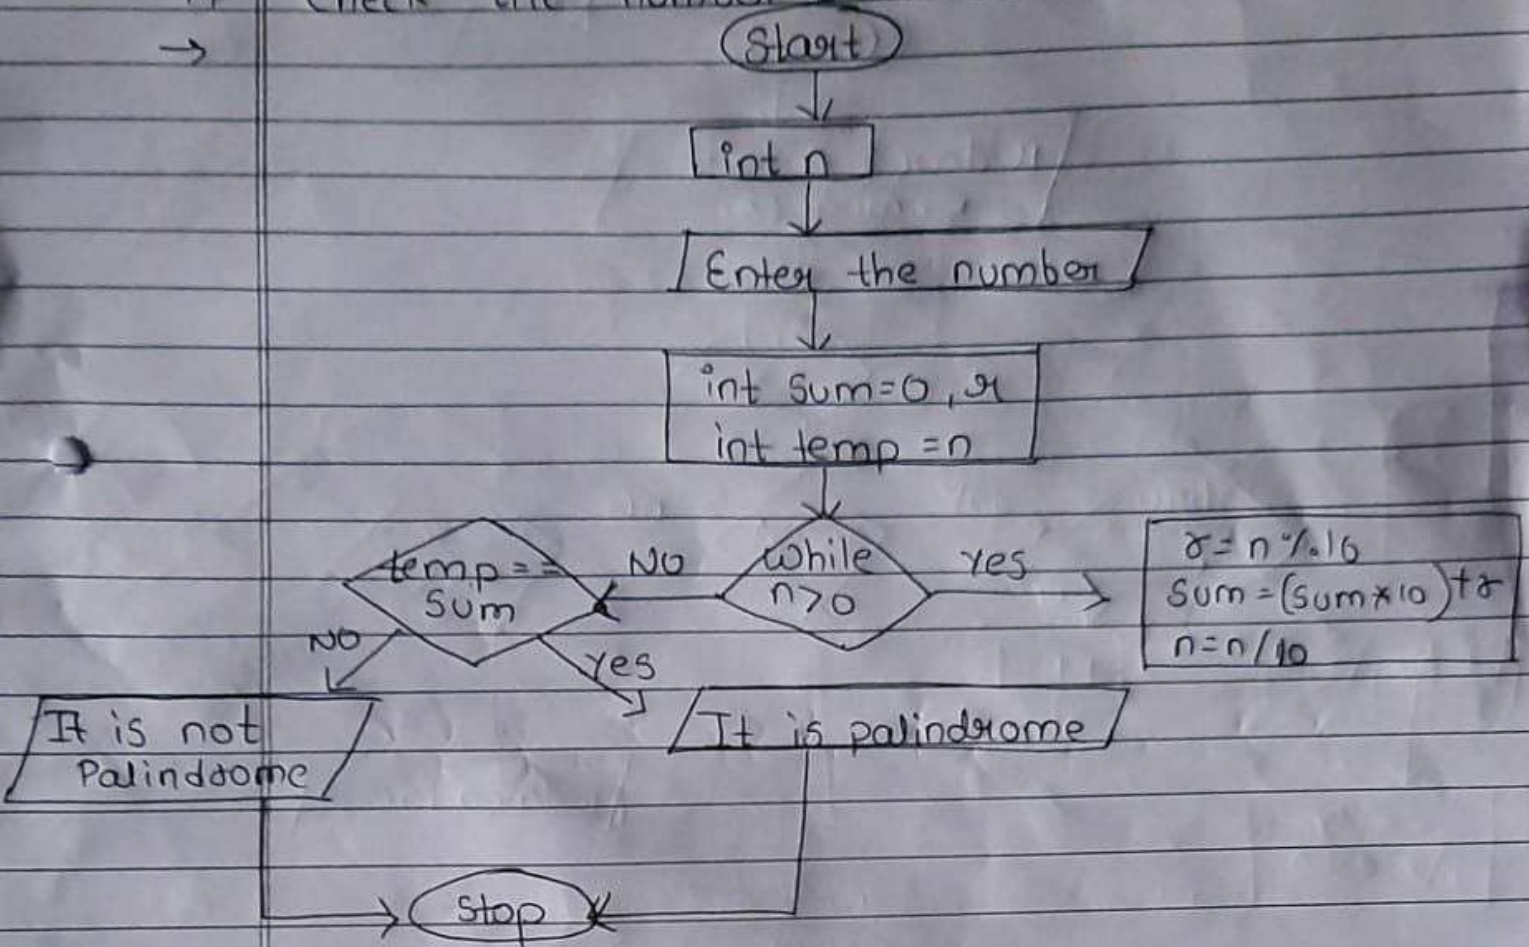 Start
int n
Enter the number
int sum=0, r
int temp =n
while
n>0
Yes
r= n%10
Sum =(sum*10)+r
n=n/10
NO
temp==
sum
NO
Yes
It is not
Palindrome
It is palindrome
Stop